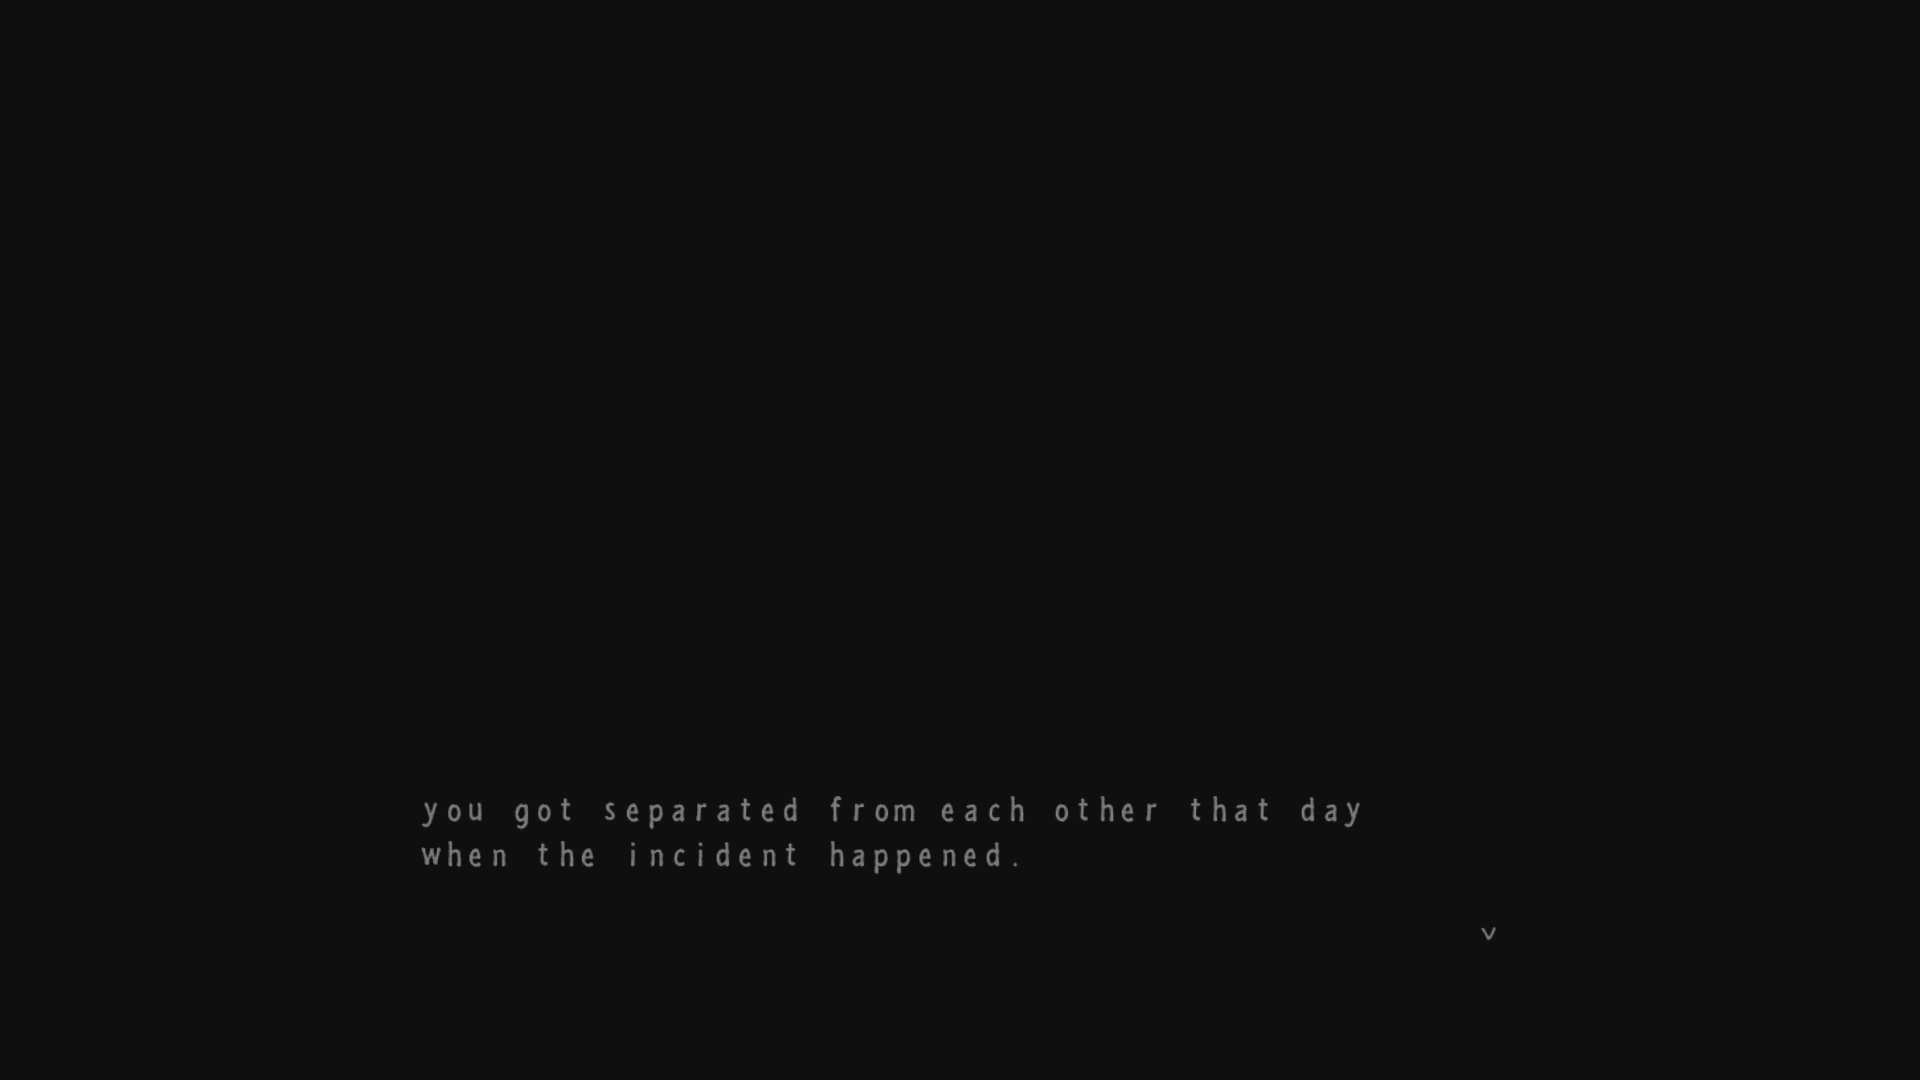 you got separated from each other that day
when the incident happened.